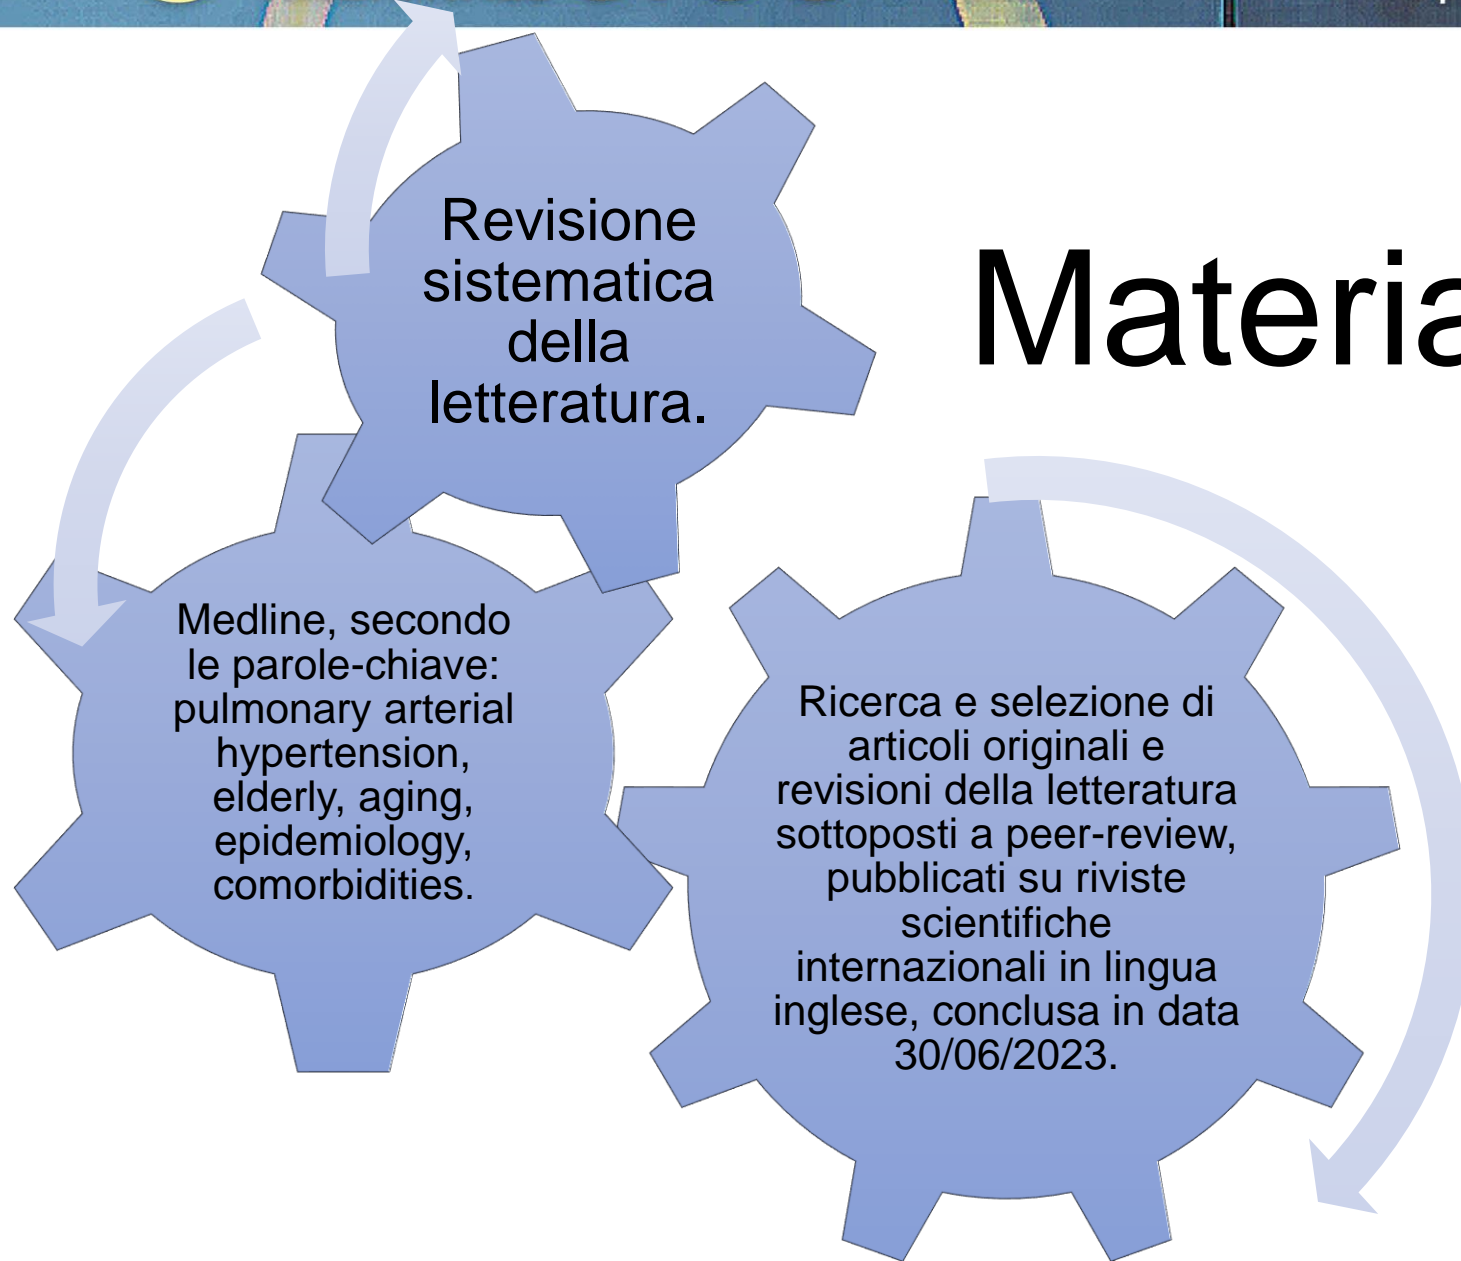 Revisione
sistematica
della
letteratura.
Medline, secondo
le parole-chiave:
pulmonary arterial
hypertension,
elderly, aging,
epidemiology,
comorbidities.
Ricerca e selezione di
articoli originali e
revisioni della letteratura
sottoposti a peer-review,
pubblicati su riviste
scientifiche
internazionali in lingua
inglese, conclusa in data
30/06/2023.